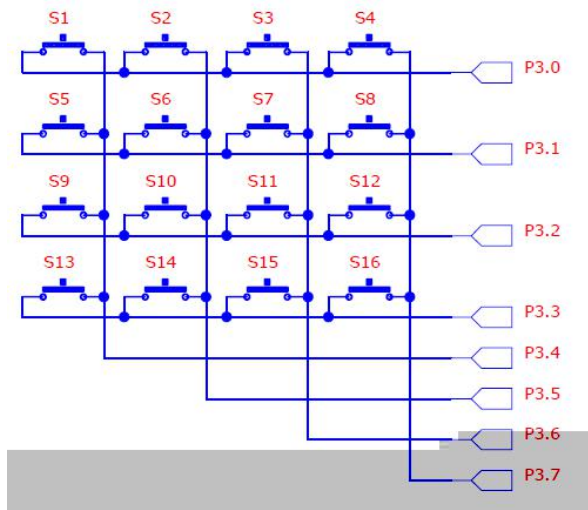 S1 S2 S3 S4
P3.0
S5 S6 S7 S8
P3.1
S9 S10 S11 S12
P3.2
S13 S14 S15 S16
P3.3
P3.4
P3.5
P3.6
P3.7